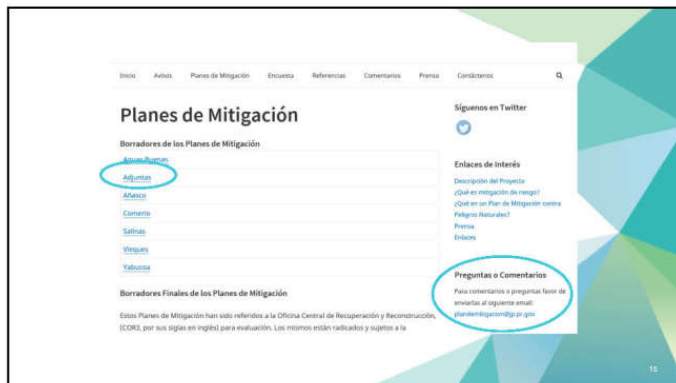 Inicio Avisos Planes de Mitigación Encuesta Referencias Comentarios Prensa Contáctenos
Planes de Mitigación
Borradores de los Planes de Mitigación
Aguas Buenas
Adjuntas
Añasco
Comerío
Salinas
Vieques
Yabucoa
Borradores Finales de los Planes de Mitigación
Estos Planes de Mitigación han sido referidos a la Oficina Central de Recuperación y Reconstrucción,
(COR3, por sus siglas en inglés) para evaluación. Los mismos están radicados y sujetos a la
Síguenos en Twitter
Enlaces de Interés
Descripción del Proyecto
¿Qué es mitigación de riesgo?
¿Qué en un Plan de Mitigación contra
Peligros Naturales?
Prensa
Enlaces
Preguntas o Comentarios
Para comentarios o preguntas favor de
enviarlas al siguiente email:
plandemitigacion@jp.pr.gov